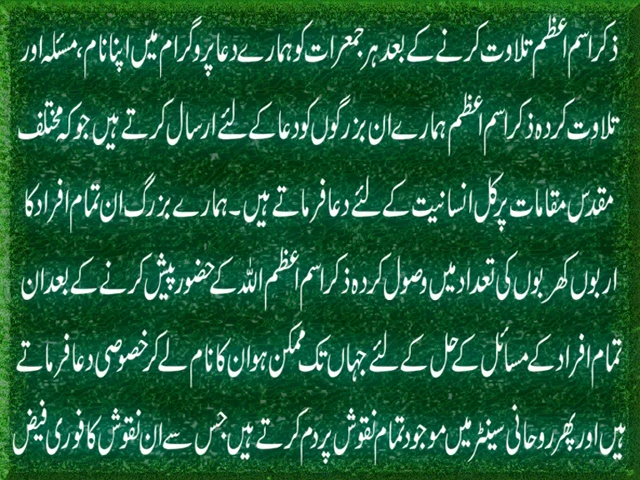 ذکر اسم اعظم تلاوت کرنے کے بعد ہر جمعرات کو ہمارے دعا پروگرام میں اپنا نام، مسئلہ اور
تلاوت کردہ ذکر اسم اعظم ہمارے ان بزرگوں کو دعا کے لئے ارسال کرتے ہیں جو کہ مختلف
مقدس مقامات پر کل انسانیت کے لئے دعا فرماتے ہیں۔ ہمارے بزرگ ان تمام افراد کا
اربوں کھربوں کی تعداد میں وصول کردہ ذکر اسم اعظم اللہ کے حضور پیش کرنے کے بعد ان
تمام افراد کے مسائل کے حل کے لئے جہاں تک ممکن ہو ان کا نام لے کر خصوصی دعا فرماتے
ہیں اور پھر روحانی سینٹر میں موجود تمام نقوش پر دم کرتے ہیں جس سے ان نقوش کا فوری فیض